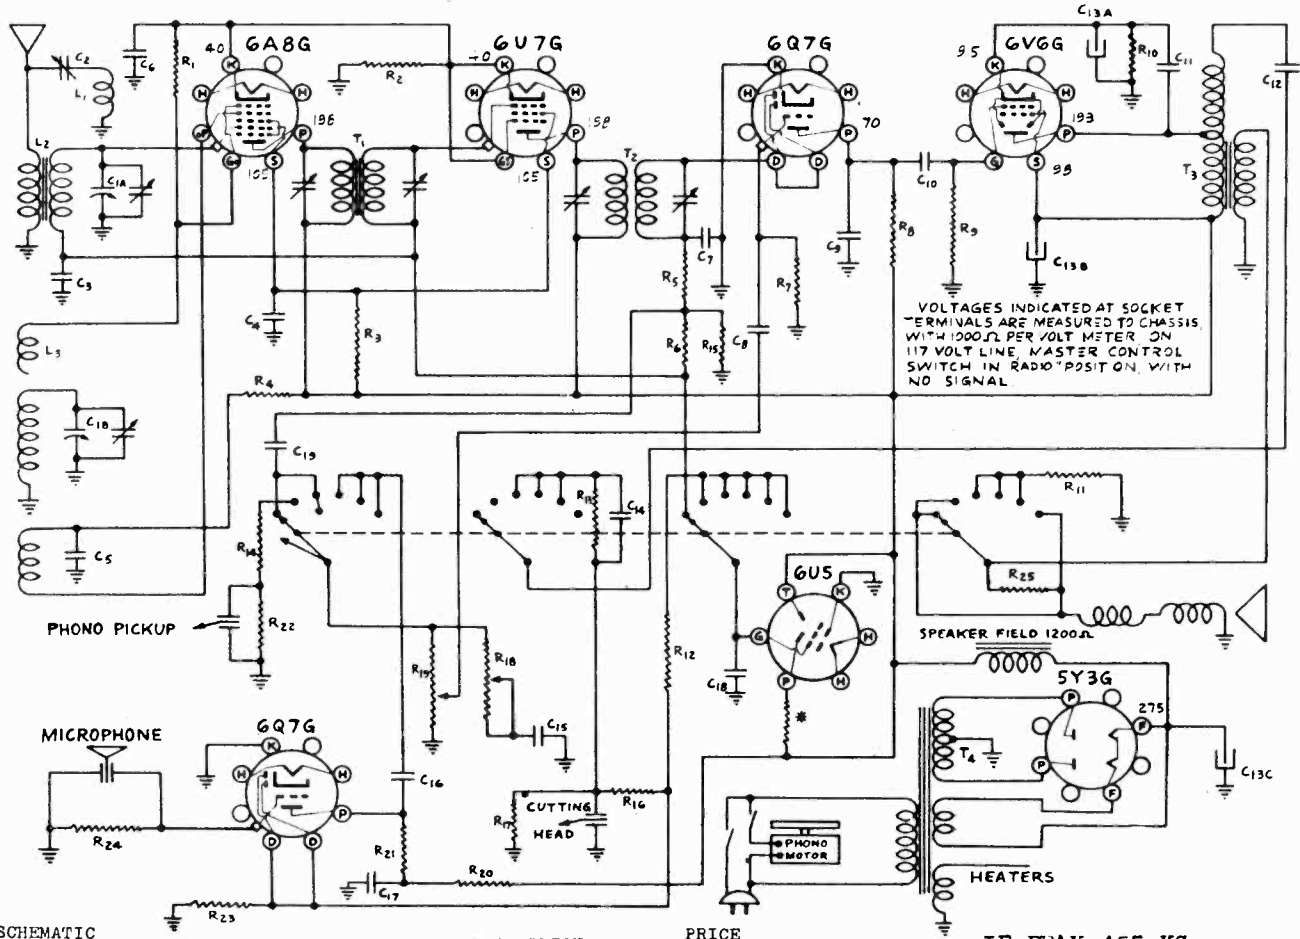 C13A
6A8G
6U7G
6Q7G
6V6G
40
C2
C6
R1
R2
95
R10
C11
C12
K
K
K
K
L1
H
H
H
H
H
H
H
H
198
198
70
193
P
P
P
P
L2
T1
T2
T3
S
S
D
D
G
S
105
105
98
C1A
C10
C3
C7
C9
R8
R9
C13B
R5
R7
C4
R3
R6
R15
C8
L3
VOLTAGES INDICATED AT SOCKET
TERMINALS ARE MEASURED TO CHASSIS,
WITH 1000Ω PER VOLT METER, ON
117 VOLT LINE, MASTER CONTROL
SWITCH IN "RADIO" POSITION, WITH
NO SIGNAL.
R4
C1B
C19
R13
C14
R11
R14
C5
6U5
T
K
R25
G
H
P
H
PHONO PICKUP
R22
SPEAKER FIELD 1200Ω
R19
R18
R12
C18
*
5Y3G
P
275
F
P
F
T4
C13C
MICROPHONE
6Q7G
K
H
H
P
D
D
C15
C16
R24
R21
R17
CUTTING
HEAD
R16
PHONO
MOTOR
C17
R20
R23
HEATERS
SCHEMATIC
PRICE